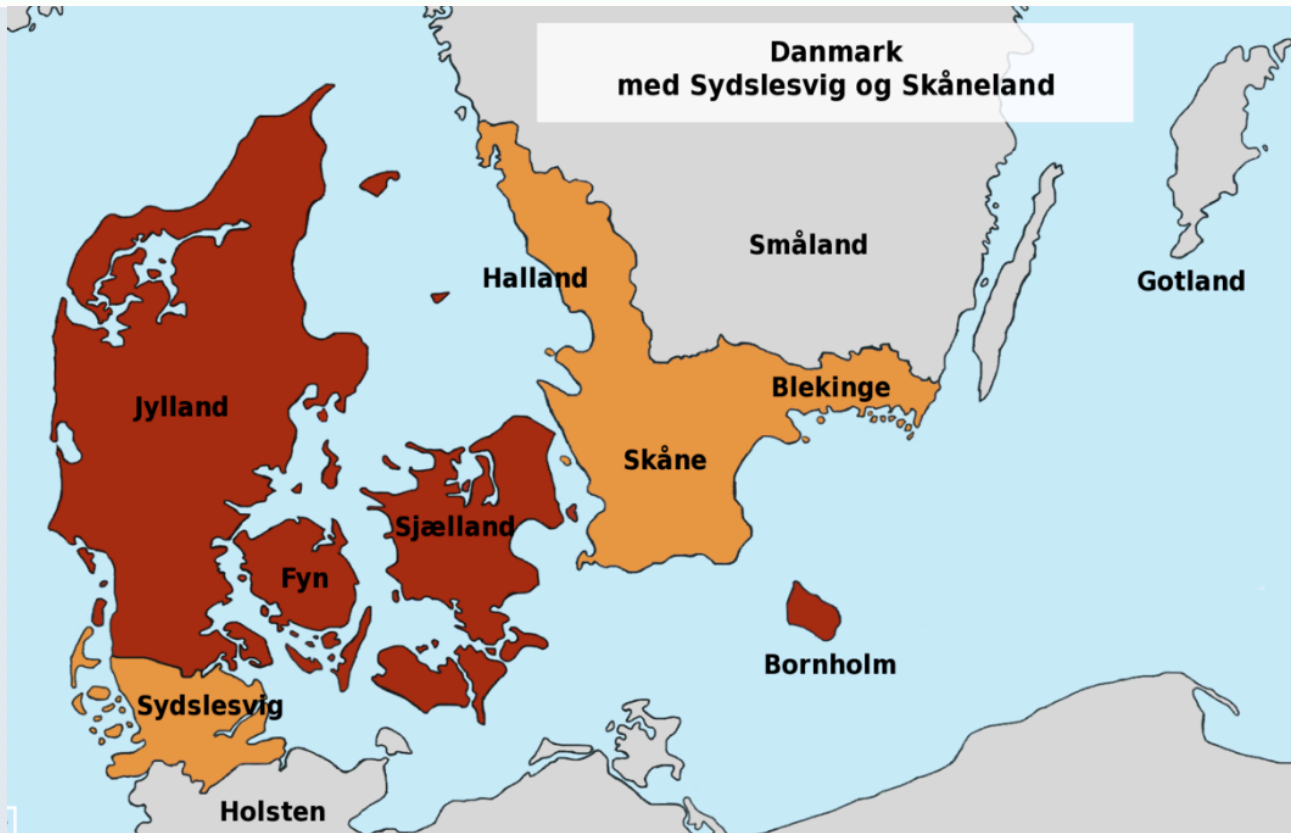 Danmark
med Sydslesvig og Skåneland
Småland
Halland
Gotland
Blekinge
Jylland
Skåne
Sjælland
Fyn
Bornholm
Sydslesvig
Holsten